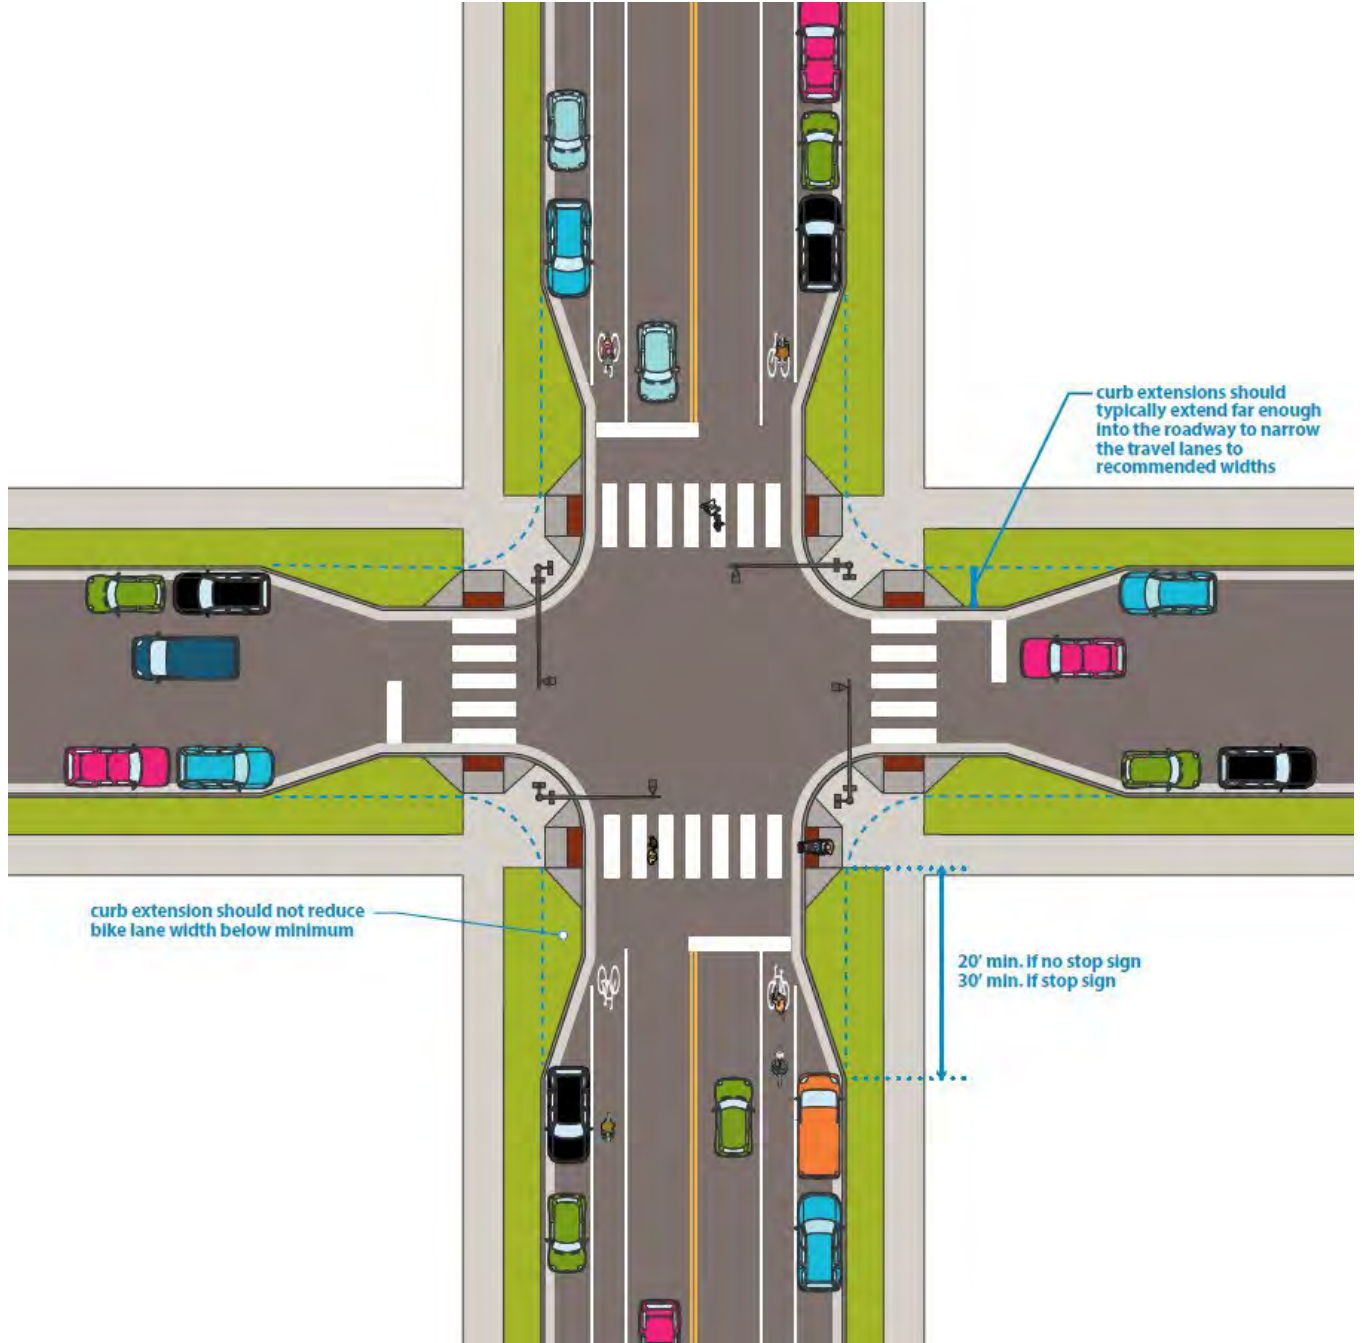 curb extensions should
typically extend far enough
into the roadway to narrow
the travel lanes to
recommended widths
curb extension should not reduce
bike lane width below minimum
20' min. if no stop sign
30' min. if stop sign